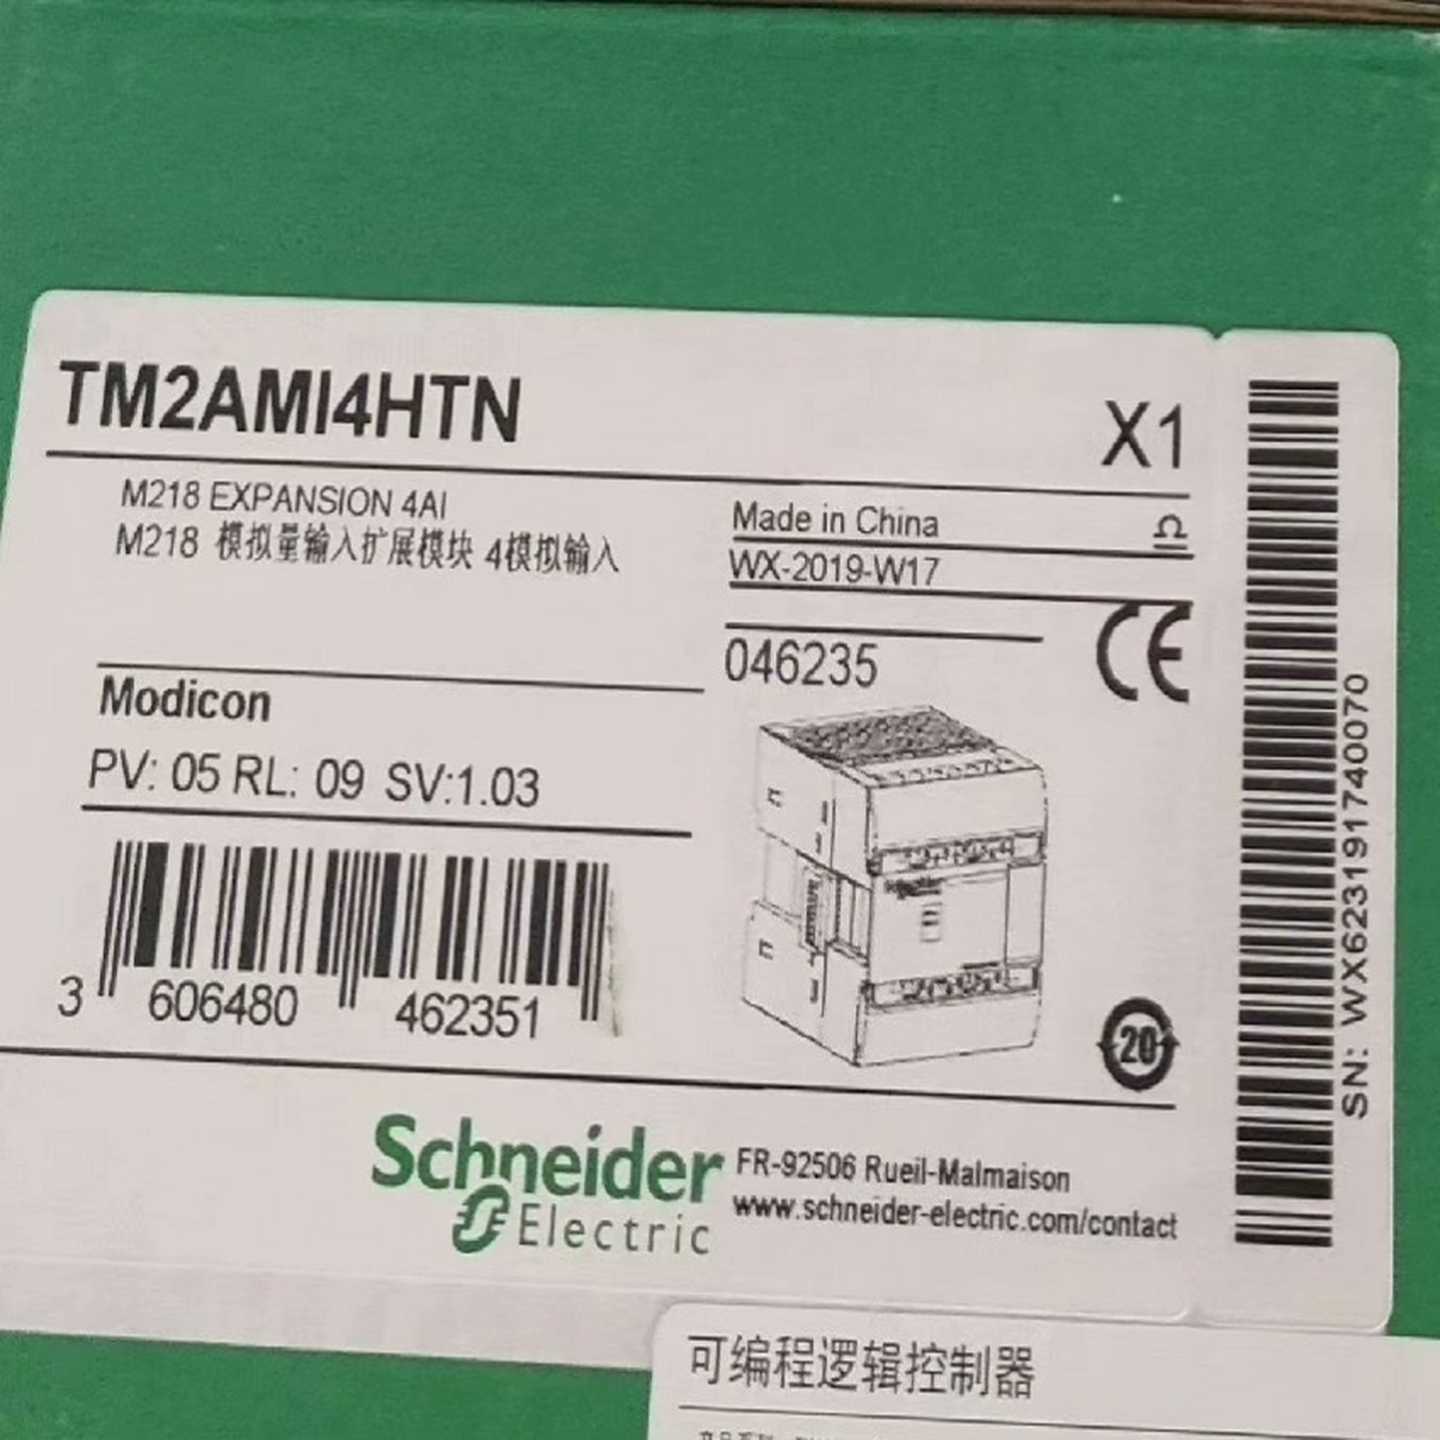 TM2AMI4HTN
X1
M218 EXPANSION 4AI
M218 模拟量输入扩展模块 4模拟输入
Made in China
Ω
WX-2019-W17
046235
CE
Modicon
PV: 05 RL: 09 SV:1.03
3 606480 462351
20
SN: WX623191740070
Schneider
Electric
FR-92506 Rueil-Malmaison
www.schneider-electric.com/contact
可编程逻辑控制器